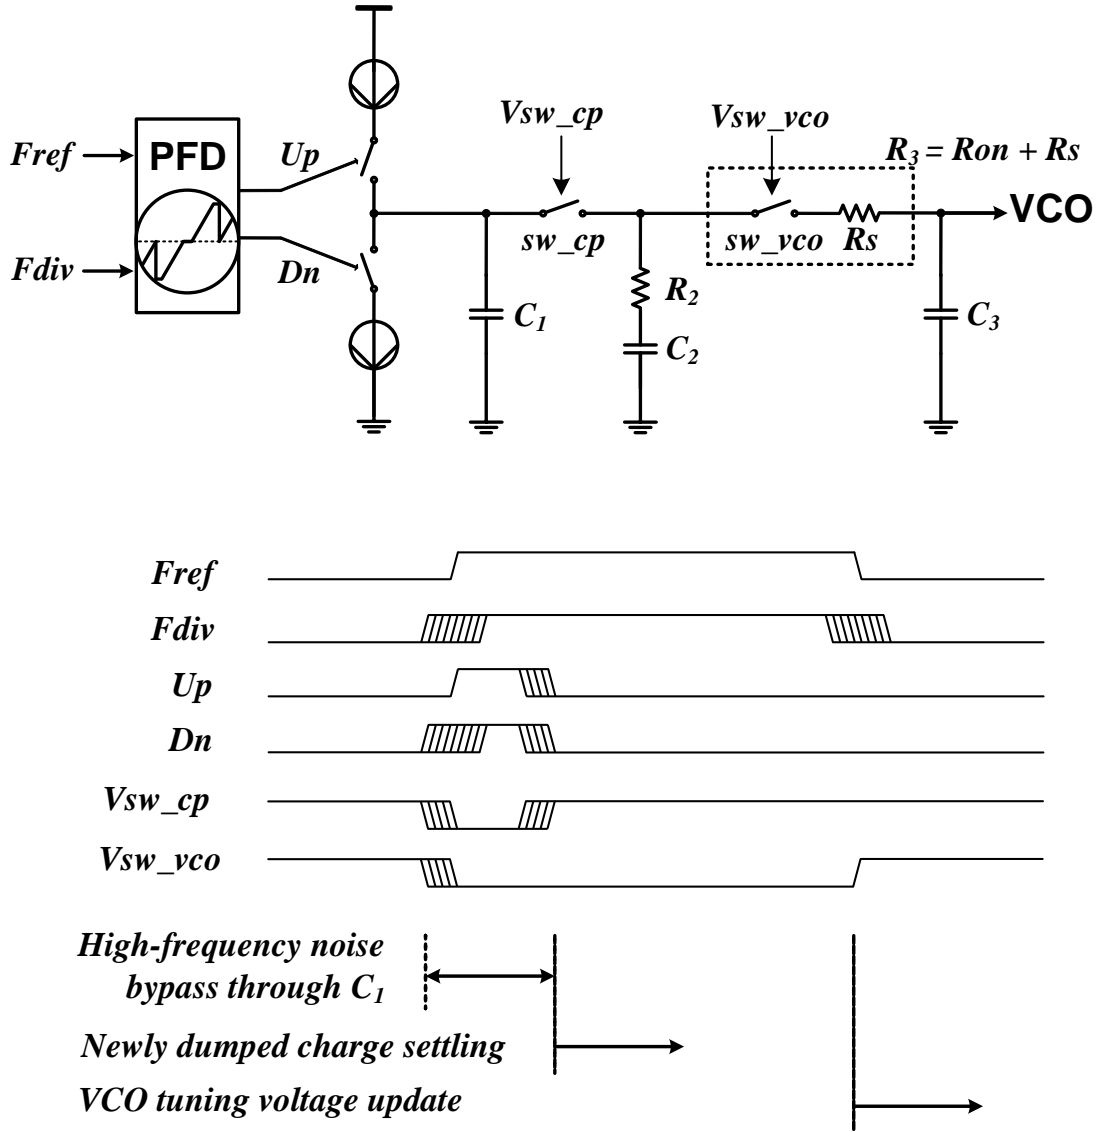 Vsw_cp
Vsw_vco
R3 = Ron + Rs
Fref
PFD
Up
VCO
sw_cp
sw_vco
Rs
Fdiv
Dn
R2
C1
C3
C2
Fref
Fdiv
Up
Dn
Vsw_cp
Vsw_vco
High-frequency noise
bypass through C1
Newly dumped charge settling
VCO tuning voltage update